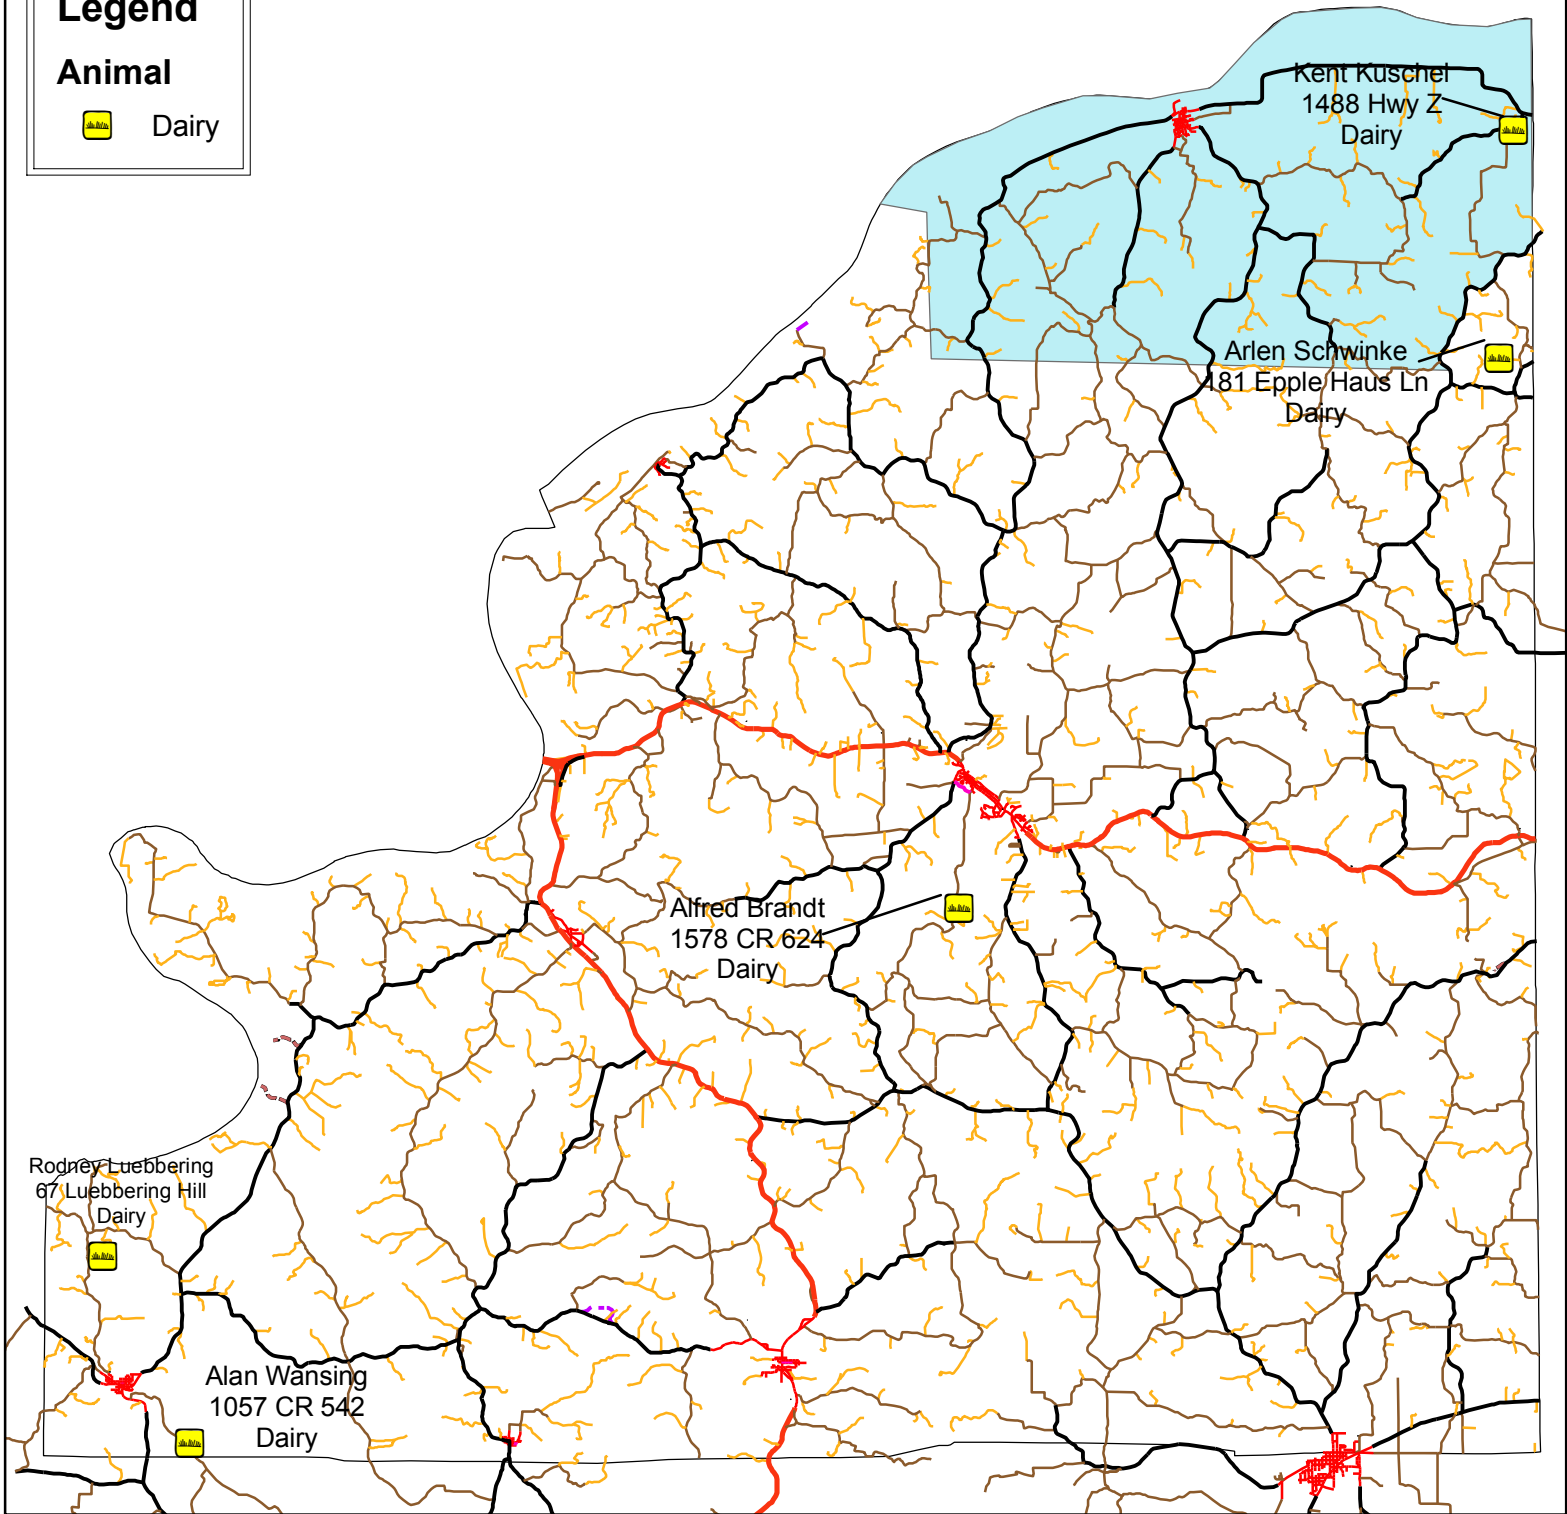 Legend
Animal
Dairy
Kent Kuschel
1488 Hwy Z
Dairy
Arlen Schwinke
181 Epple Haus Ln
Dairy
Alfred Brandt
1578 CR 624
Dairy
Rodney Luebbering
67 Luebbering Hill
Dairy
Alan Wansing
1057 CR 542
Dairy